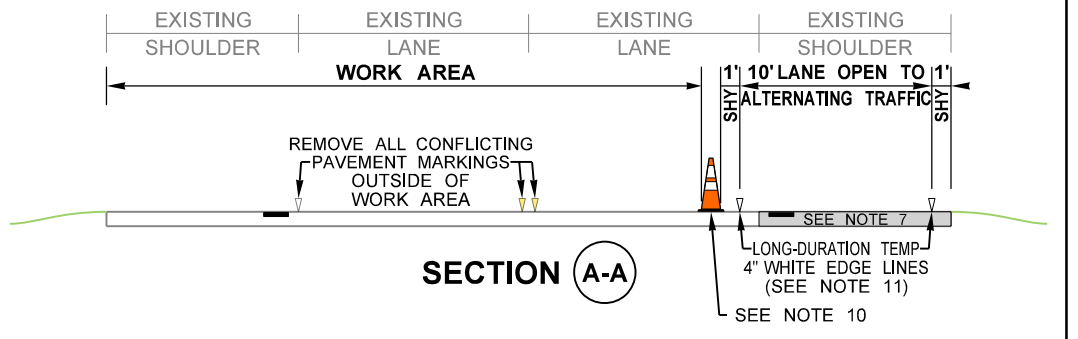 EXISTING EXISTING EXISTING EXISTING
SHOULDER LANE LANE SHOULDER
WORK AREA
1' 10' LANE OPEN TO 1'
SHY ALTERNATING TRAFFIC SHY
REMOVE ALL CONFLICTING
PAVEMENT MARKINGS
OUTSIDE OF
WORK AREA
SEE NOTE 7
LONG-DURATION TEMP
4" WHITE EDGE LINES
(SEE NOTE 11)
SECTION A-A
SEE NOTE 10